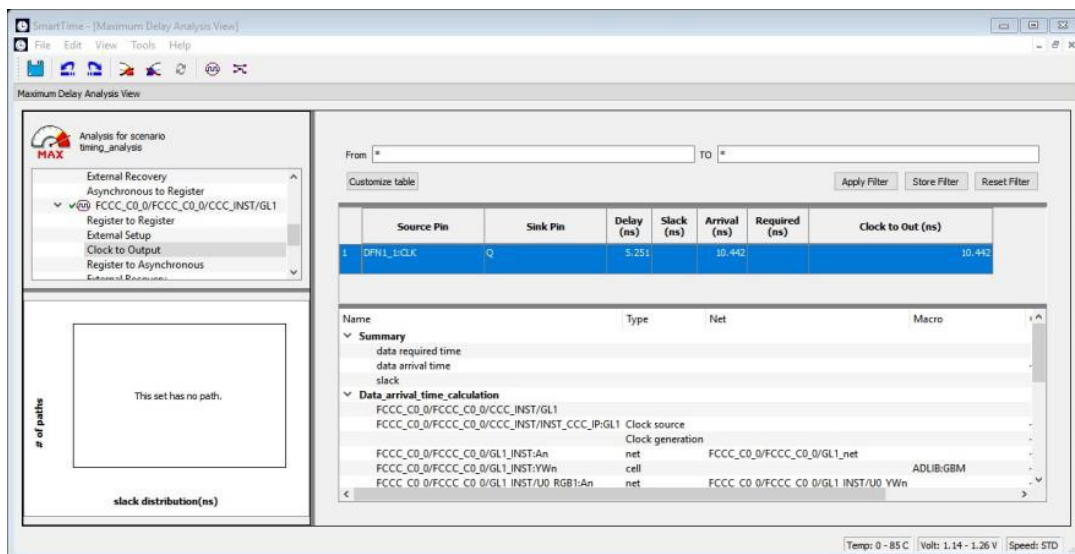 SmartTime - [Maximum Delay Analysis View]
File Edit View Tools Help
Maximum Delay Analysis View
MAX
Analysis for scenario
timing_analysis
External Recovery
Asynchronous to Register
FCCC_C0_0/FCCC_C0_0/CCC_INST/GL1
Register to Register
External Setup
Clock to Output
Register to Asynchronous
External Recovery
# of paths
This set has no path.
slack distribution(ns)
From * TO *
Customize table Apply Filter Store Filter Reset Filter
Source Pin Sink Pin Delay (ns) Slack (ns) Arrival (ns) Required (ns) Clock to Out (ns)
1 DFN1_1:CLK Q 5.251 10.442 10.442
Name Type Net Macro
Summary
data required time
data arrival time
slack
Data_arrival_time_calculation
FCCC_C0_0/FCCC_C0_0/CCC_INST/GL1
FCCC_C0_0/FCCC_C0_0/CCC_INST/INST_CCC_IP:GL1 Clock source
Clock generation
FCCC_C0_0/FCCC_C0_0/GL1_INST:An net FCCC_C0_0/FCCC_C0_0/GL1_net
FCCC_C0_0/FCCC_C0_0/GL1_INST:YWn cell ADLIB:GBM
FCCC_C0_0/FCCC_C0_0/GL1_INST/U0_RGB1:An net FCCC_C0_0/FCCC_C0_0/GL1_INST/U0_YWn
Temp: 0 - 85 C Volt: 1.14 - 1.26 V Speed: STD